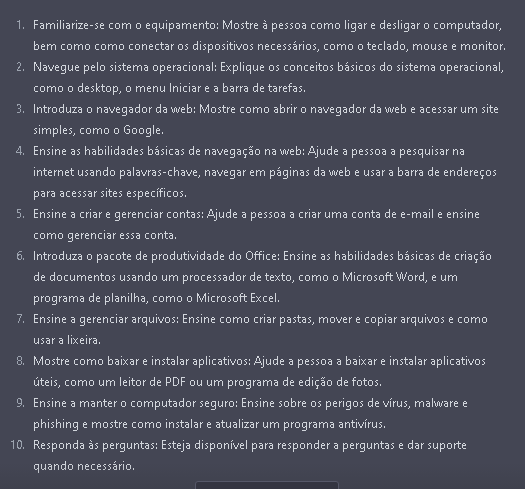 1. Familiarize-se com o equipamento: Mostre à pessoa como ligar e desligar o computador,
bem como como conectar os dispositivos necessários, como o teclado, mouse e monitor.
2. Navegue pelo sistema operacional: Explique os conceitos básicos do sistema operacional,
como o desktop, o menu Iniciar e a barra de tarefas.
3. Introduza o navegador da web: Mostre como abrir o navegador da web e acessar um site
simples, como o Google.
4. Ensine as habilidades básicas de navegação na web: Ajude a pessoa a pesquisar na
internet usando palavras-chave, navegar em páginas da web e usar a barra de endereços
para acessar sites específicos.
5. Ensine a criar e gerenciar contas: Ajude a pessoa a criar uma conta de e-mail e ensine
como gerenciar essa conta.
6. Introduza o pacote de produtividade do Office: Ensine as habilidades básicas de criação
de documentos usando um processador de texto, como o Microsoft Word, e um
programa de planilha, como o Microsoft Excel.
7. Ensine a gerenciar arquivos: Ensine como criar pastas, mover e copiar arquivos e como
usar a lixeira.
8. Mostre como baixar e instalar aplicativos: Ajude a pessoa a baixar e instalar aplicativos
úteis, como um leitor de PDF ou um programa de edição de fotos.
9. Ensine a manter o computador seguro: Ensine sobre os perigos de vírus, malware e
phishing e mostre como instalar e atualizar um programa antivírus.
10. Responda às perguntas: Esteja disponível para responder a perguntas e dar suporte
quando necessário.